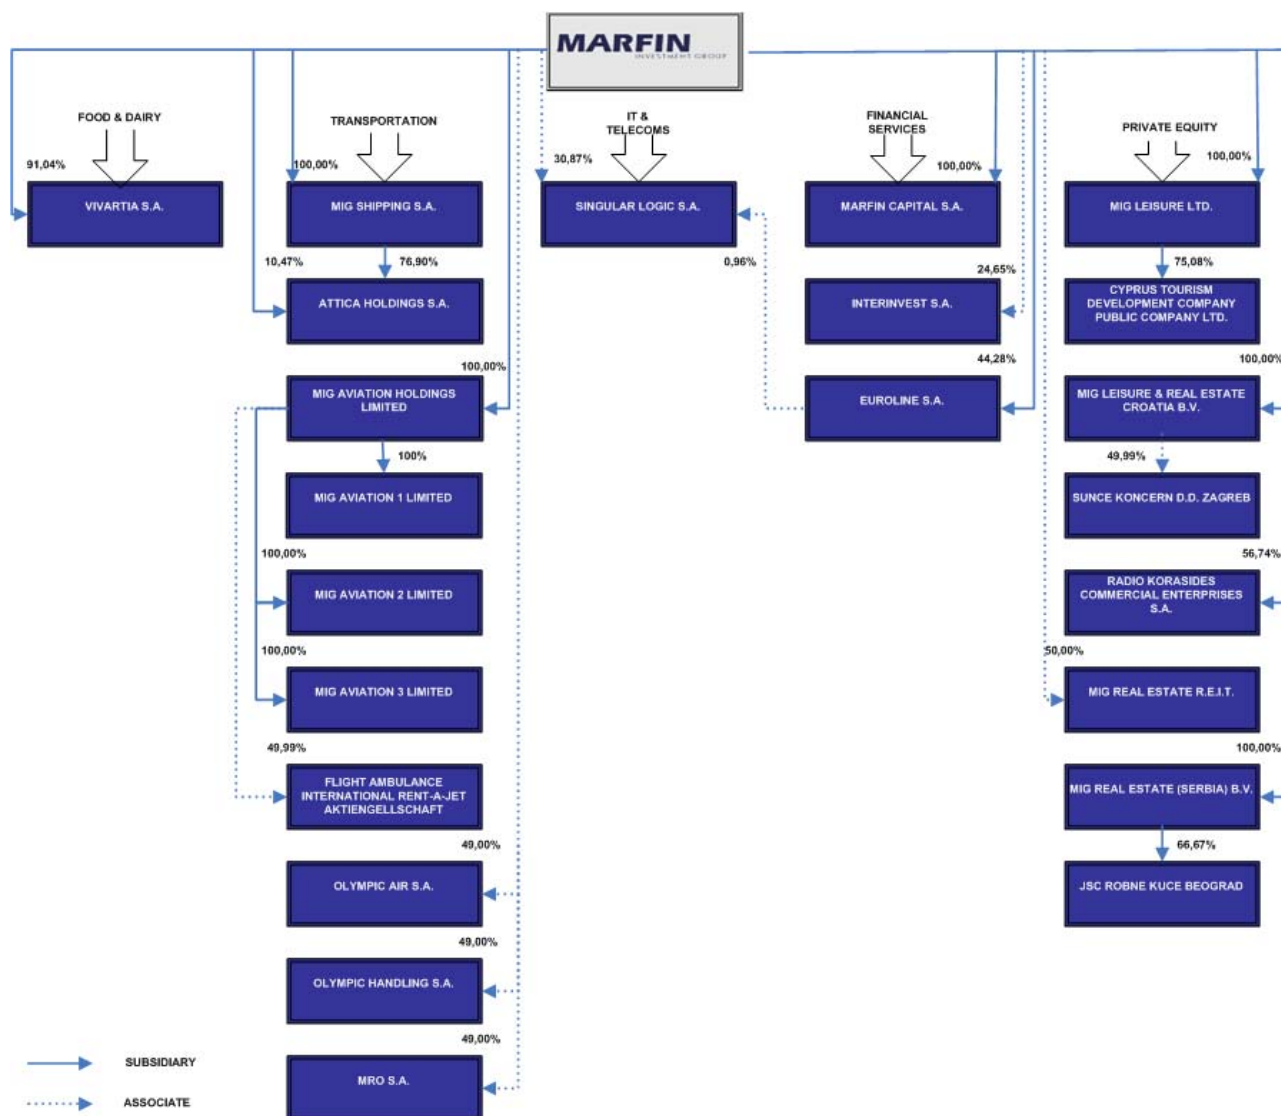 MARFIN
INVESTMENT GROUP
FOOD & DAIRY
91,04%
VIVARTIA S.A.
TRANSPORTATION
100,00%
MIG SHIPPING S.A.
10,47%
76,90%
ATTICA HOLDINGS S.A.
100,00%
MIG AVIATION HOLDINGS
LIMITED
100%
MIG AVIATION 1 LIMITED
100,00%
MIG AVIATION 2 LIMITED
100,00%
MIG AVIATION 3 LIMITED
49,99%
FLIGHT AMBULANCE
INTERNATIONAL RENT-A-JET
AKTIENGELLSCHAFT
49,00%
OLYMPIC AIR S.A.
49,00%
OLYMPIC HANDLING S.A.
49,00%
MRO S.A.
IT &
TELECOMS
30,87%
SINGULAR LOGIC S.A.
0,96%
FINANCIAL
SERVICES
100,00%
MARFIN CAPITAL S.A.
24,65%
INTERINVEST S.A.
44,28%
EUROLINE S.A.
PRIVATE EQUITY
100,00%
MIG LEISURE LTD.
75,08%
CYPRUS TOURISM
DEVELOPMENT COMPANY
PUBLIC COMPANY LTD.
100,00%
MIG LEISURE & REAL ESTATE
CROATIA B.V.
49,99%
SUNCE KONCERN D.D. ZAGREB
56,74%
RADIO KORASIDES
COMMERCIAL ENTERPRISES
S.A.
50,00%
MIG REAL ESTATE R.E.I.T.
100,00%
MIG REAL ESTATE (SERBIA) B.V.
66,67%
JSC ROBNE KUCE BEOGRAD
SUBSIDIARY
ASSOCIATE